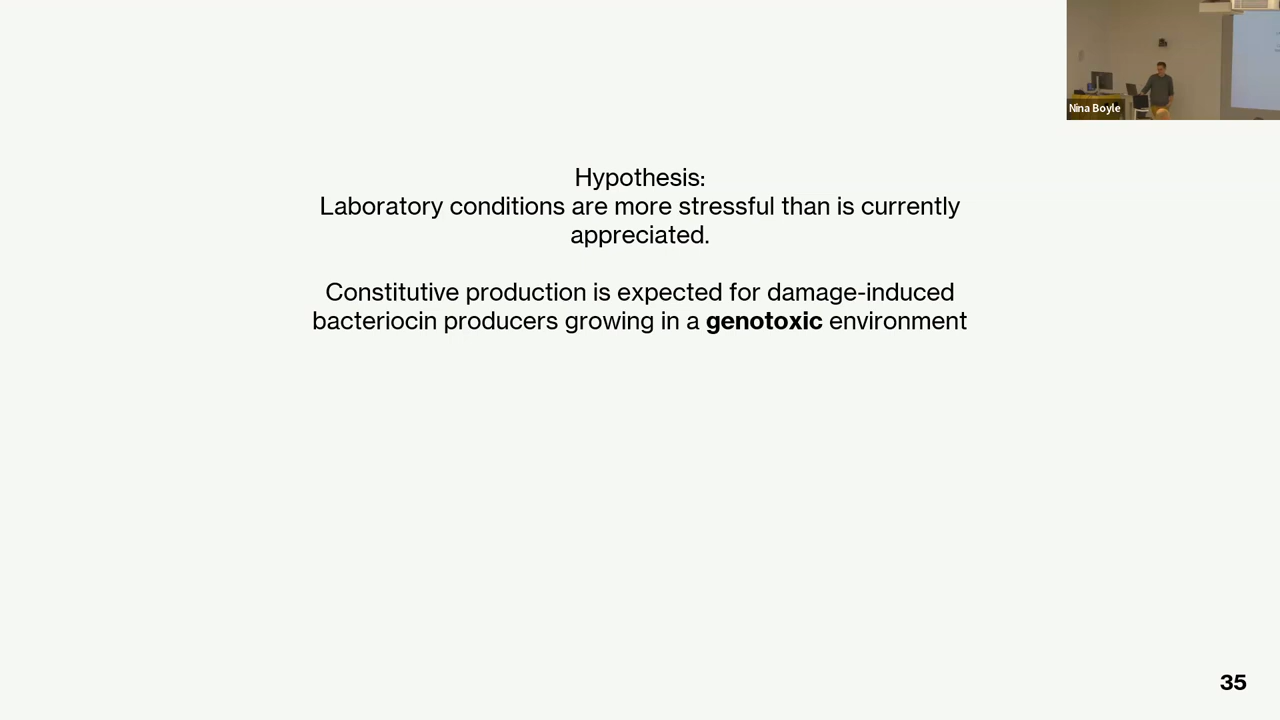 Nina Boyle
Hypothesis:
Laboratory conditions are more stressful than is currently
appreciated.
Constitutive production is expected for damage-induced
bacteriocin producers growing in a genotoxic environment
35